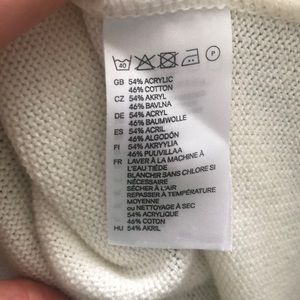 40 P
GB 54% ACRYLIC
46% COTTON
CZ 54% AKRYL
46% BAVLNA
DE 54% ACRYL
46% BAUMWOLLE
ES 54% ACRIL
46% ALGODÓN
FI 54% AKRYYLIA
46% PUUVILLAA
FR LAVER À LA MACHINE À
L'EAU TIÈDE
BLANCHIR SANS CHLORE SI
NÉCESSAIRE
SÉCHER À L'AIR
REPASSER À TEMPÉRATURE
MOYENNE
ou NETTOYAGE À SEC
54% ACRYLIQUE
46% COTON
HU 54% AKRIL